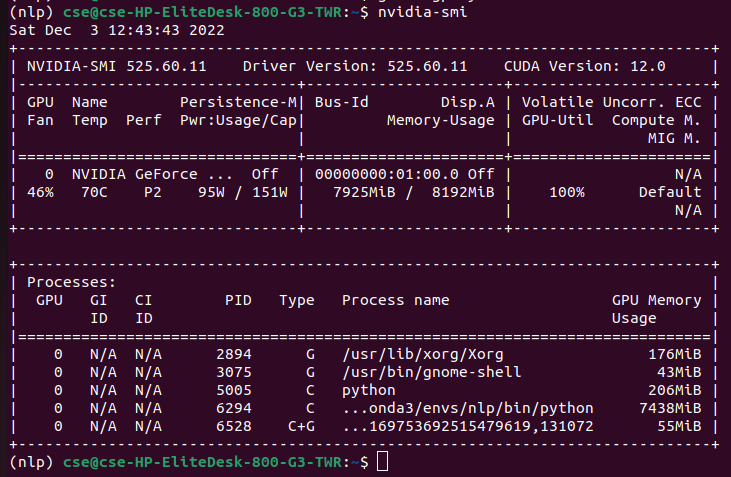 (nlp) cse@cse-HP-EliteDesk-800-G3-TWR:~$ nvidia-smi
Sat Dec  3 12:43:43 2022
+-----------------------------------------------------------------------------+
| NVIDIA-SMI 525.60.11    Driver Version: 525.60.11    CUDA Version: 12.0     |
|-------------------------------+----------------------+----------------------+
| GPU  Name        Persistence-M| Bus-Id        Disp.A | Volatile Uncorr. ECC |
| Fan  Temp  Perf  Pwr:Usage/Cap|         Memory-Usage | GPU-Util  Compute M. |
|                               |                      |               MIG M. |
|===============================+======================+======================|
|   0  NVIDIA GeForce ...  Off  | 00000000:01:00.0 Off |                  N/A |
| 46%   70C    P2    95W / 151W |   7925MiB /  8192MiB |    100%      Default |
|                               |                      |                  N/A |
+-------------------------------+----------------------+----------------------+

+-----------------------------------------------------------------------------+
| Processes:                                                                  |
|  GPU   GI   CI        PID   Type   Process name                  GPU Memory |
|        ID   ID                                                   Usage      |
|=============================================================================|
|    0   N/A  N/A      2894      G   /usr/lib/xorg/Xorg                176MiB |
|    0   N/A  N/A      3075      G   /usr/bin/gnome-shell               43MiB |
|    0   N/A  N/A      5005      C   python                            206MiB |
|    0   N/A  N/A      6294      C   ...onda3/envs/nlp/bin/python     7438MiB |
|    0   N/A  N/A      6528    C+G   ...169753692515479619,131072       55MiB |
+-----------------------------------------------------------------------------+
(nlp) cse@cse-HP-EliteDesk-800-G3-TWR:~$